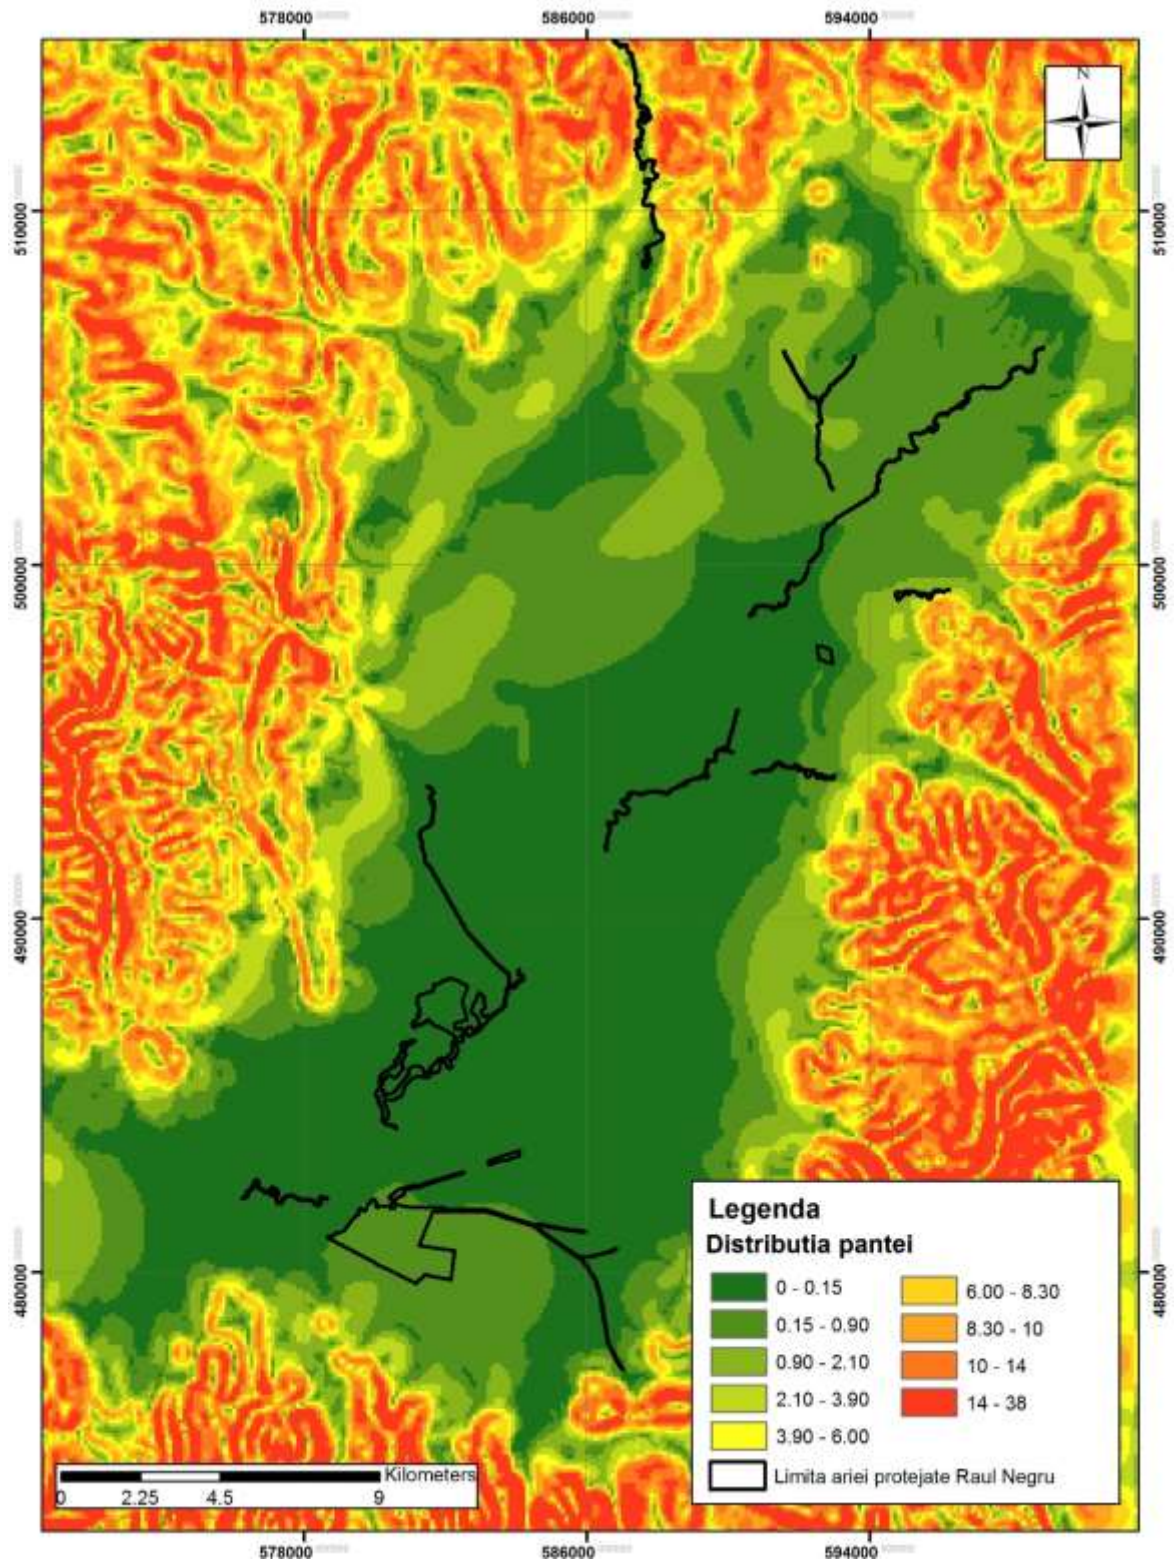 578000
586000
594000
N
510000
510000
500000
500000
490000
490000
480000
480000
Legenda
Distributia pantei
0 - 0.15
0.15 - 0.90
0.90 - 2.10
2.10 - 3.90
3.90 - 6.00
6.00 - 8.30
8.30 - 10
10 - 14
14 - 38
Limita ariei protejate Raul Negru
Kilometers
0 2.25 4.5 9
578000
586000
594000